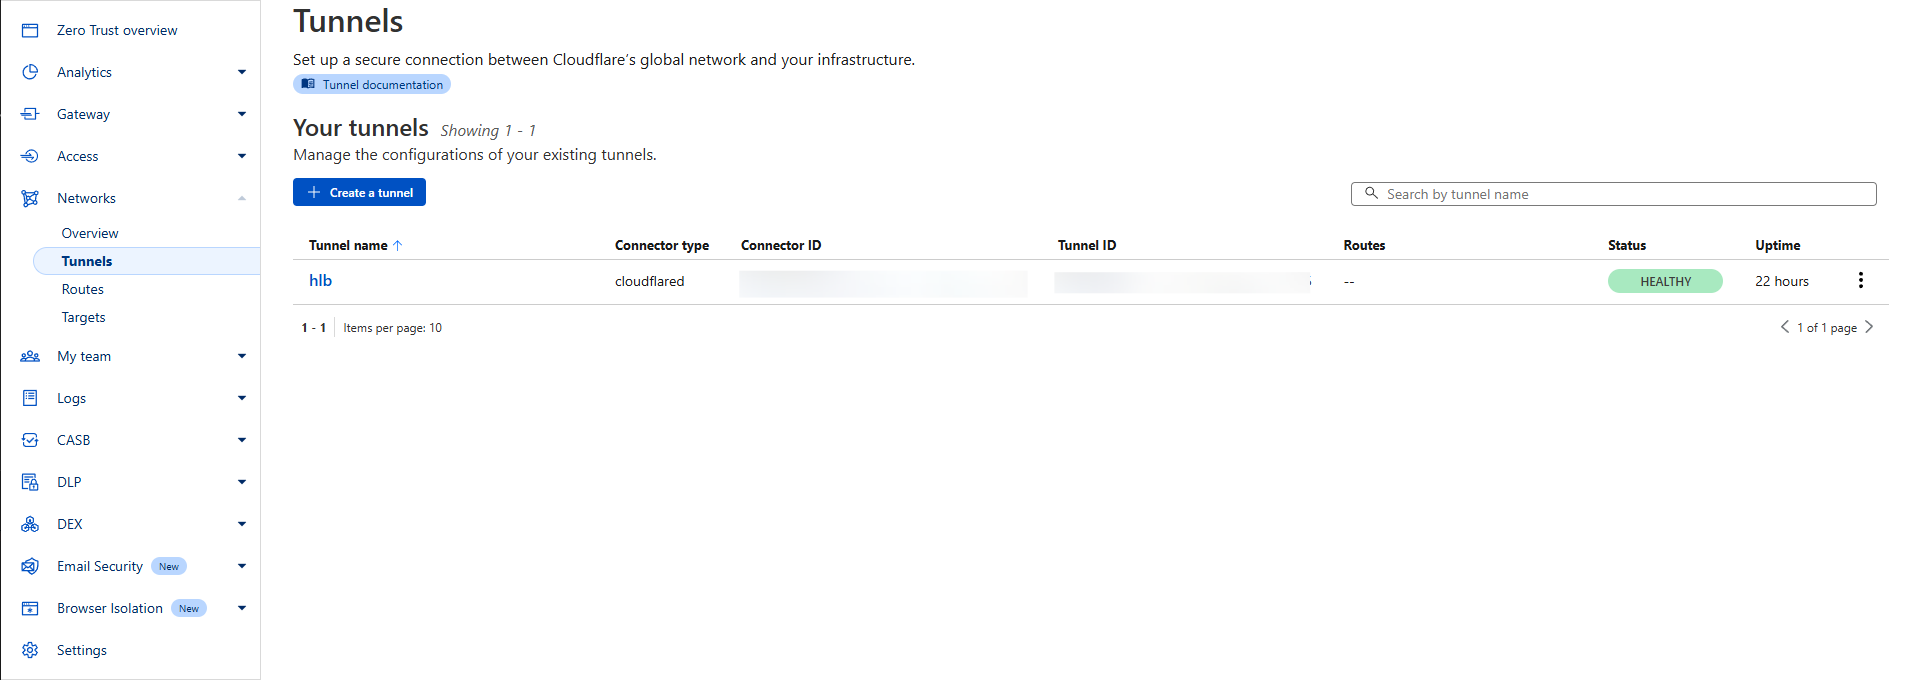 Zero Trust overview
Analytics
Gateway
Access
Networks
Overview
Tunnels
Routes
Targets
My team
Logs
CASB
DLP
DEX
Email Security New
Browser Isolation New
Settings
Tunnels
Set up a secure connection between Cloudflare’s global network and your infrastructure.
Tunnel documentation
Your tunnels Showing 1 - 1
Manage the configurations of your existing tunnels.
Create a tunnel
Search by tunnel name
Tunnel name Connector type Connector ID Tunnel ID Routes Status Uptime
hlb cloudflared -- HEALTHY 22 hours
1 - 1 Items per page: 10 1 of 1 page